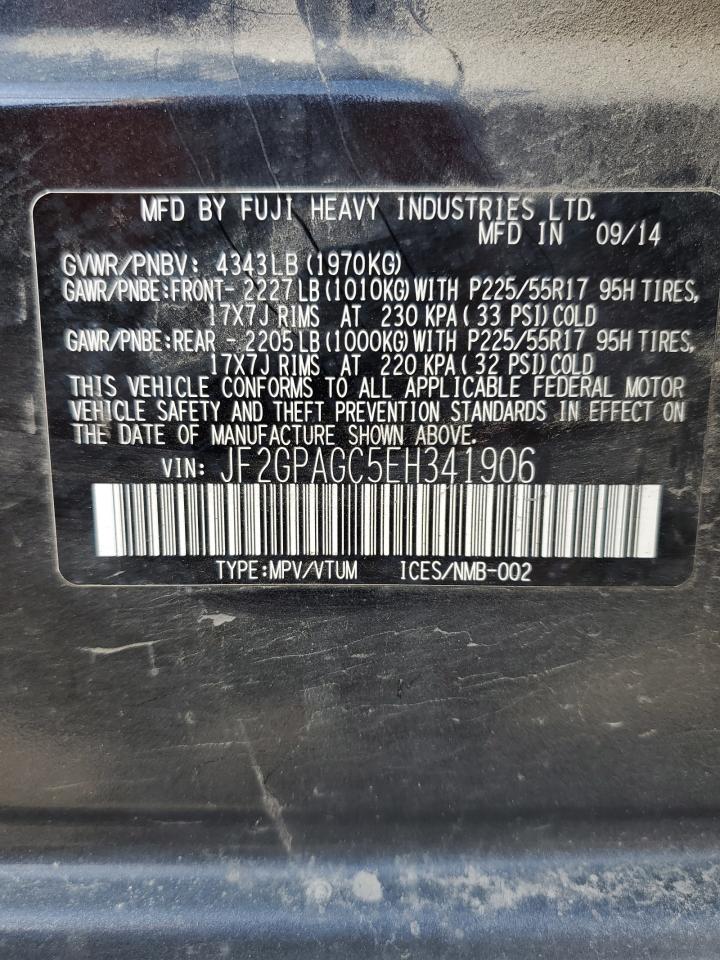 MFD BY FUJI HEAVY INDUSTRIES LTD.
MFD IN 09/14
GVWR/PNBV: 4343LB (1970KG)
GAWR/PNBE:FRONT- 2227LB (1010KG) WITH P225/55R17 95H TIRES,
17X7J RIMS AT 230 KPA ( 33 PSI) COLD
GAWR/PNBE:REAR - 2205LB (1000KG) WITH P225/55R17 95H TIRES,
17X7J RIMS AT 220 KPA ( 32 PSI) COLD
THIS VEHICLE CONFORMS TO ALL APPLICABLE FEDERAL MOTOR
VEHICLE SAFETY AND THEFT PREVENTION STANDARDS IN EFFECT ON
THE DATE OF MANUFACTURE SHOWN ABOVE.
VIN: JF2GPAGC5EH341906
TYPE:MPV/VTUM ICES/NMB-002